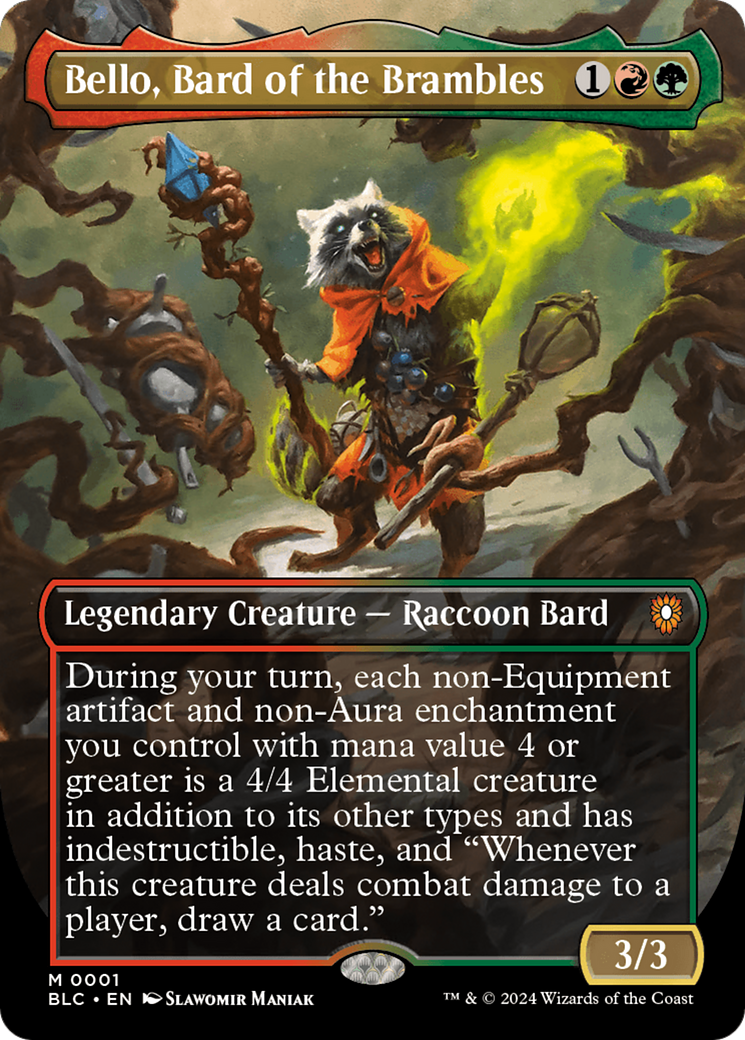 Bello, Bard of the Brambles 1
Legendary Creature — Raccoon Bard
During your turn, each non-Equipment
artifact and non-Aura enchantment
you control with mana value 4 or
greater is a 4/4 Elemental creature
in addition to its other types and has
indestructible, haste, and “Whenever
this creature deals combat damage to a
player, draw a card.”
3/3
M 0001
BLC • EN Slawomir Maniak
™ & © 2024 Wizards of the Coast